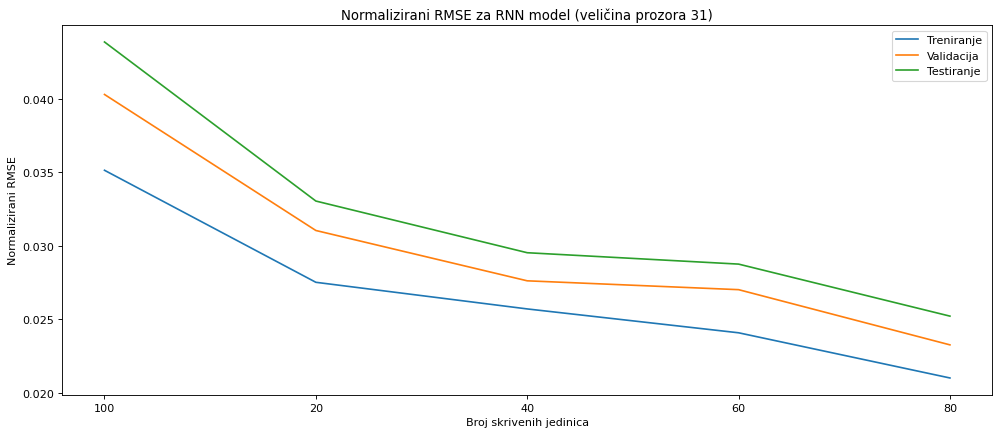 Normalizirani RMSE za RNN model (veličina prozora 31)
Treniranje
Validacija
Testiranje
Normalizirani RMSE
0.040
0.035
0.030
0.025
0.020
100 20 40 60 80
Broj skrivenih jedinica